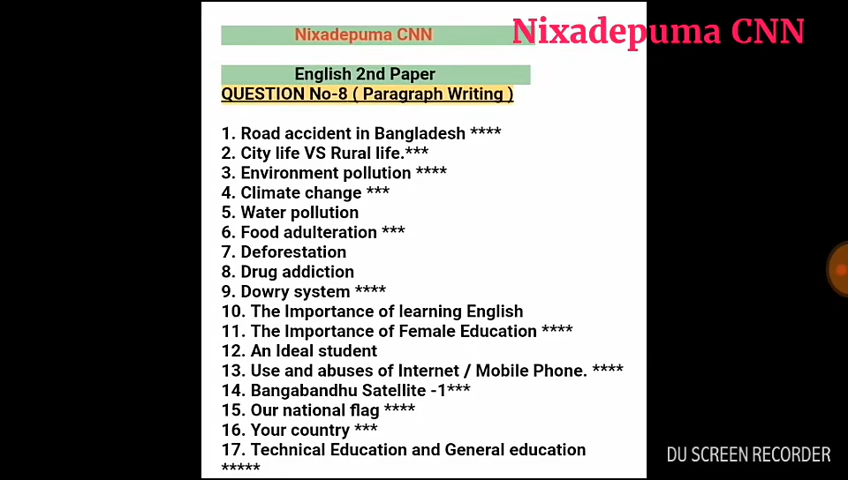 Nixadepuma CNN
Nixadepuma CNN
English 2nd Paper
QUESTION No-8 ( Paragraph Writing )
1. Road accident in Bangladesh ****
2. City life VS Rural life.***
3. Environment pollution ****
4. Climate change ***
5. Water pollution
6. Food adulteration ***
7. Deforestation
8. Drug addiction
9. Dowry system ****
10. The Importance of learning English
11. The Importance of Female Education ****
12. An Ideal student
13. Use and abuses of Internet / Mobile Phone. ****
14. Bangabandhu Satellite -1***
15. Our national flag ****
16. Your country ***
17. Technical Education and General education
*****
DU SCREEN RECORDER